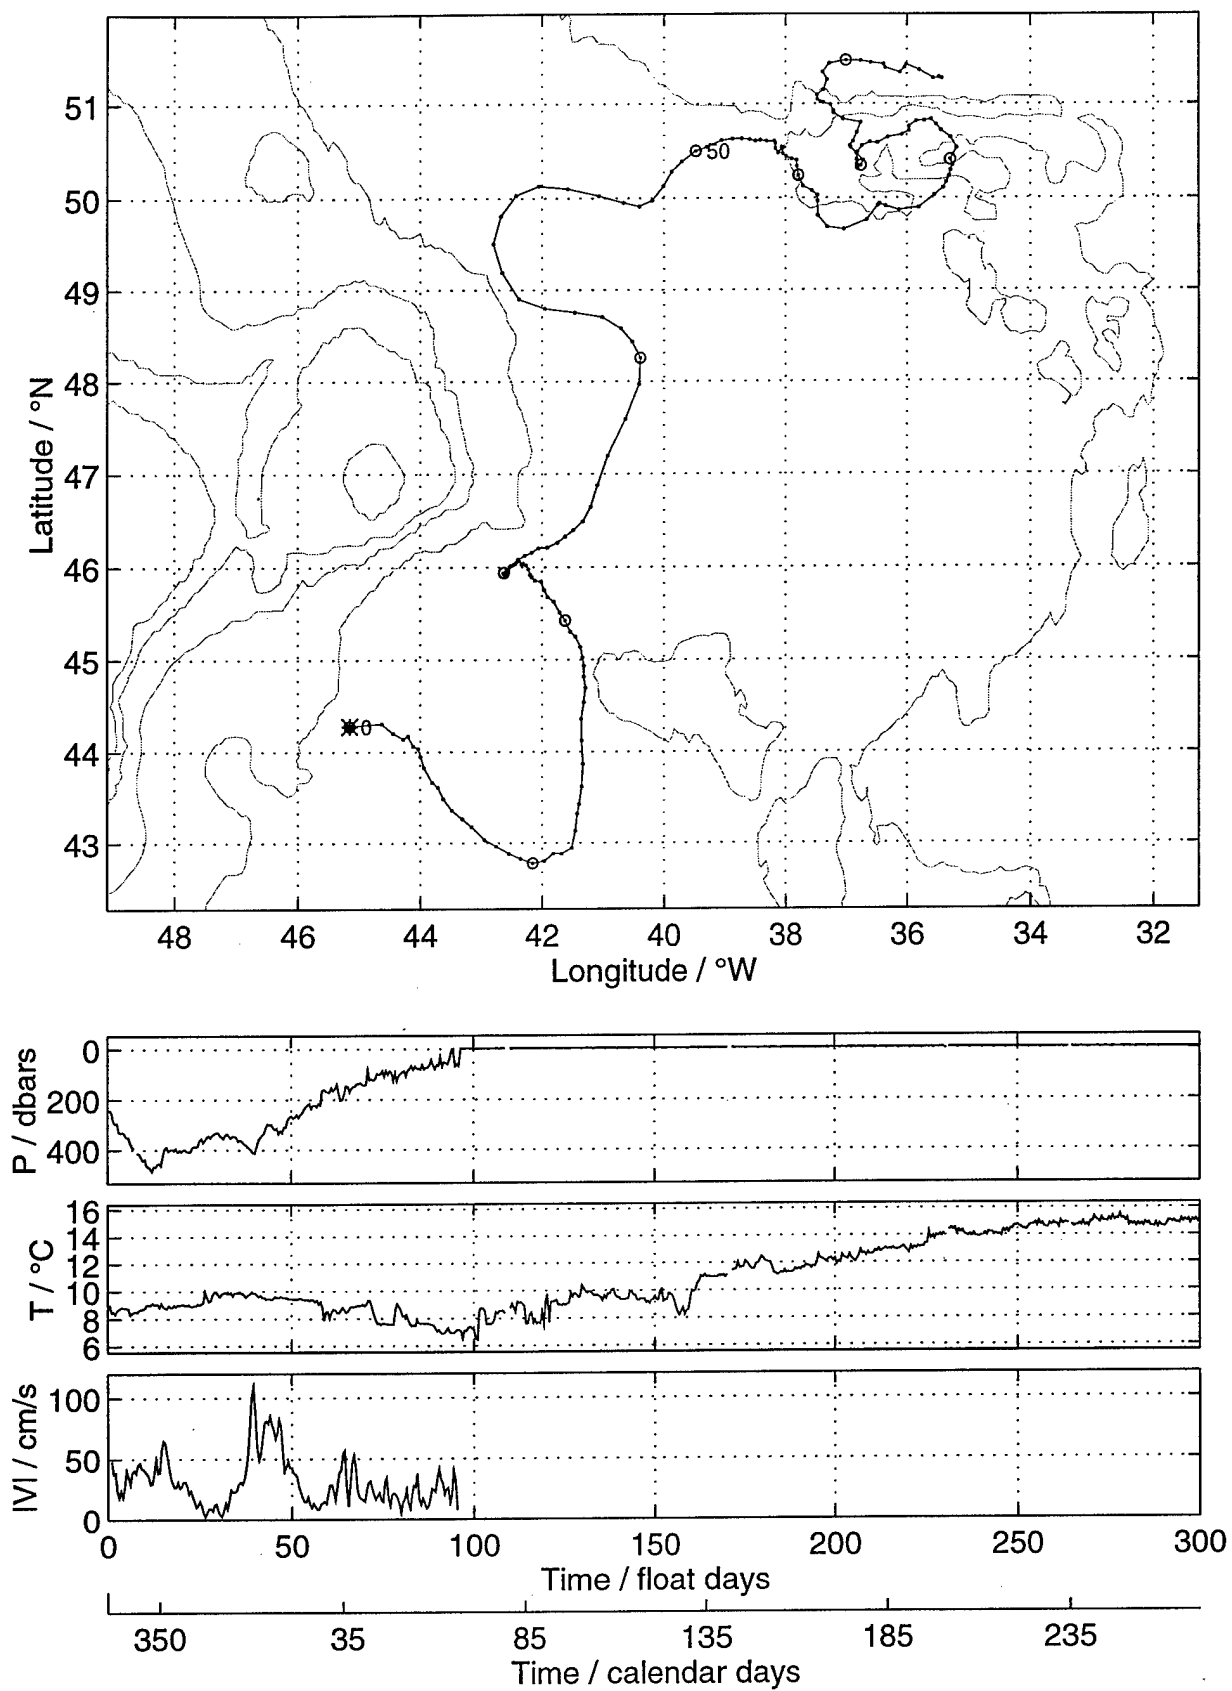 51
50
49
48
47
46
45
44
43
Latitude / °N
50
0
48 46 44 42 40 38 36 34 32
Longitude / °W
0
200
400
P / dbars
16
14
12
10
8
6
T / °C
100
50
0
|V| / cm/s
0 50 100 150 200 250 300
Time / float days
350 35 85 135 185 235
Time / calendar days